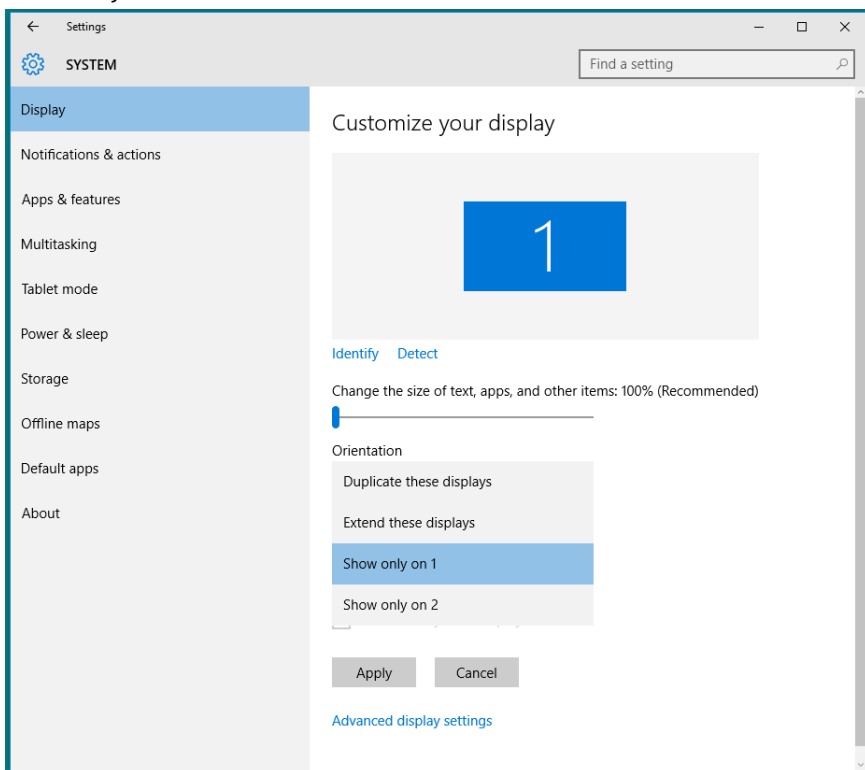 Settings
SYSTEM
Find a setting
Display
Notifications & actions
Apps & features
Multitasking
Tablet mode
Power & sleep
Storage
Offline maps
Default apps
About
Customize your display
1
Identify Detect
Change the size of text, apps, and other items: 100% (Recommended)
Orientation
Duplicate these displays
Extend these displays
Show only on 1
Show only on 2
Apply Cancel
Advanced display settings